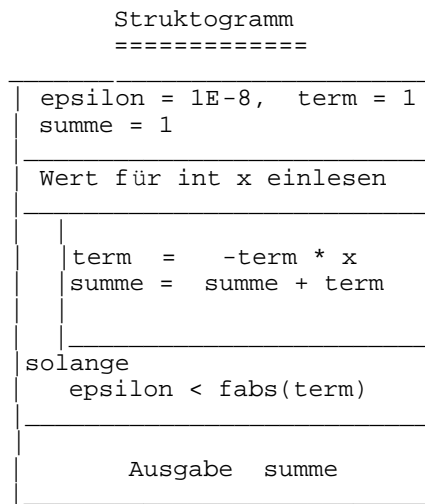 Struktogramm
=============
epsilon = 1E-8, term = 1
summe = 1
Wert für int x einlesen
term = -term * x
summe = summe + term
solange
epsilon < fabs(term)
Ausgabe summe